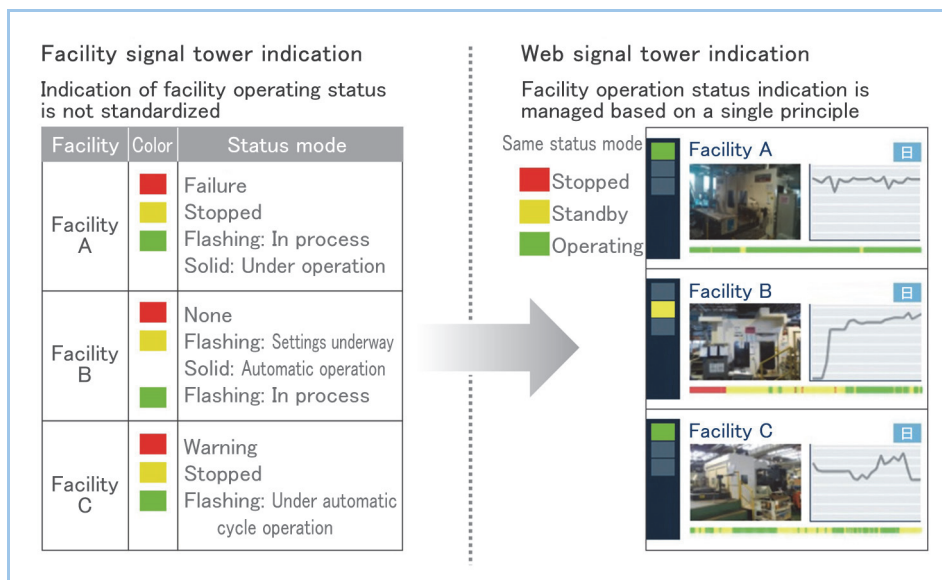 Facility signal tower indication
Indication of facility operating status
is not standardized
Facility Color Status mode
Facility
A
Failure
Stopped
Flashing: In process
Solid: Under operation
Facility
B
None
Flashing: Settings underway
Solid: Automatic operation
Flashing: In process
Facility
C
Warning
Stopped
Flashing: Under automatic
cycle operation
Web signal tower indication
Facility operation status indication is
managed based on a single principle
Same status mode
Stopped
Standby
Operating
Facility A 日
Facility B 日
Facility C 日